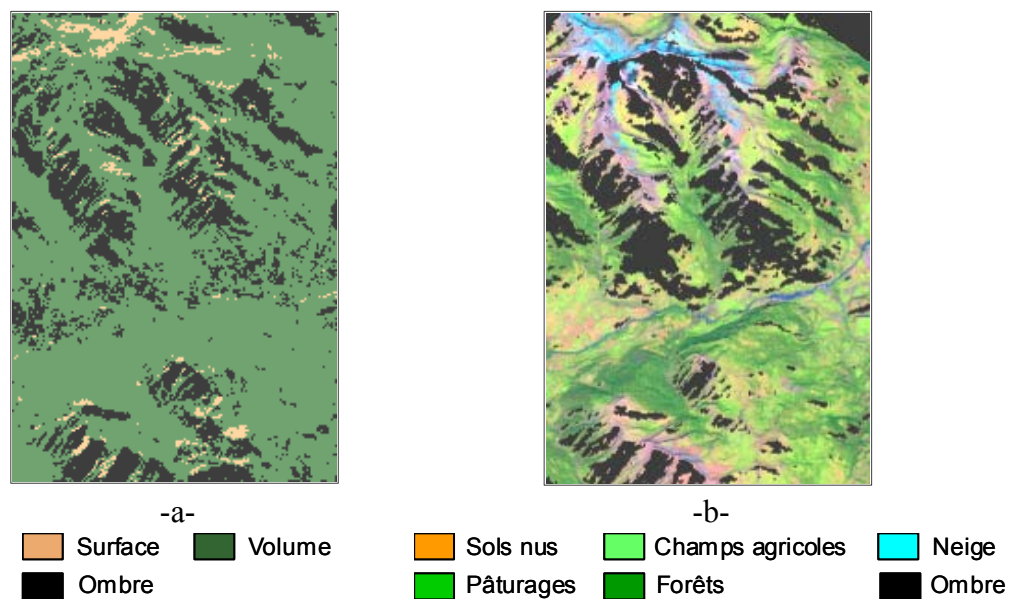 -a-
-b-
Surface
Volume
Sols nus
Champs agricoles
Neige
Ombre
Pâturages
Forêts
Ombre